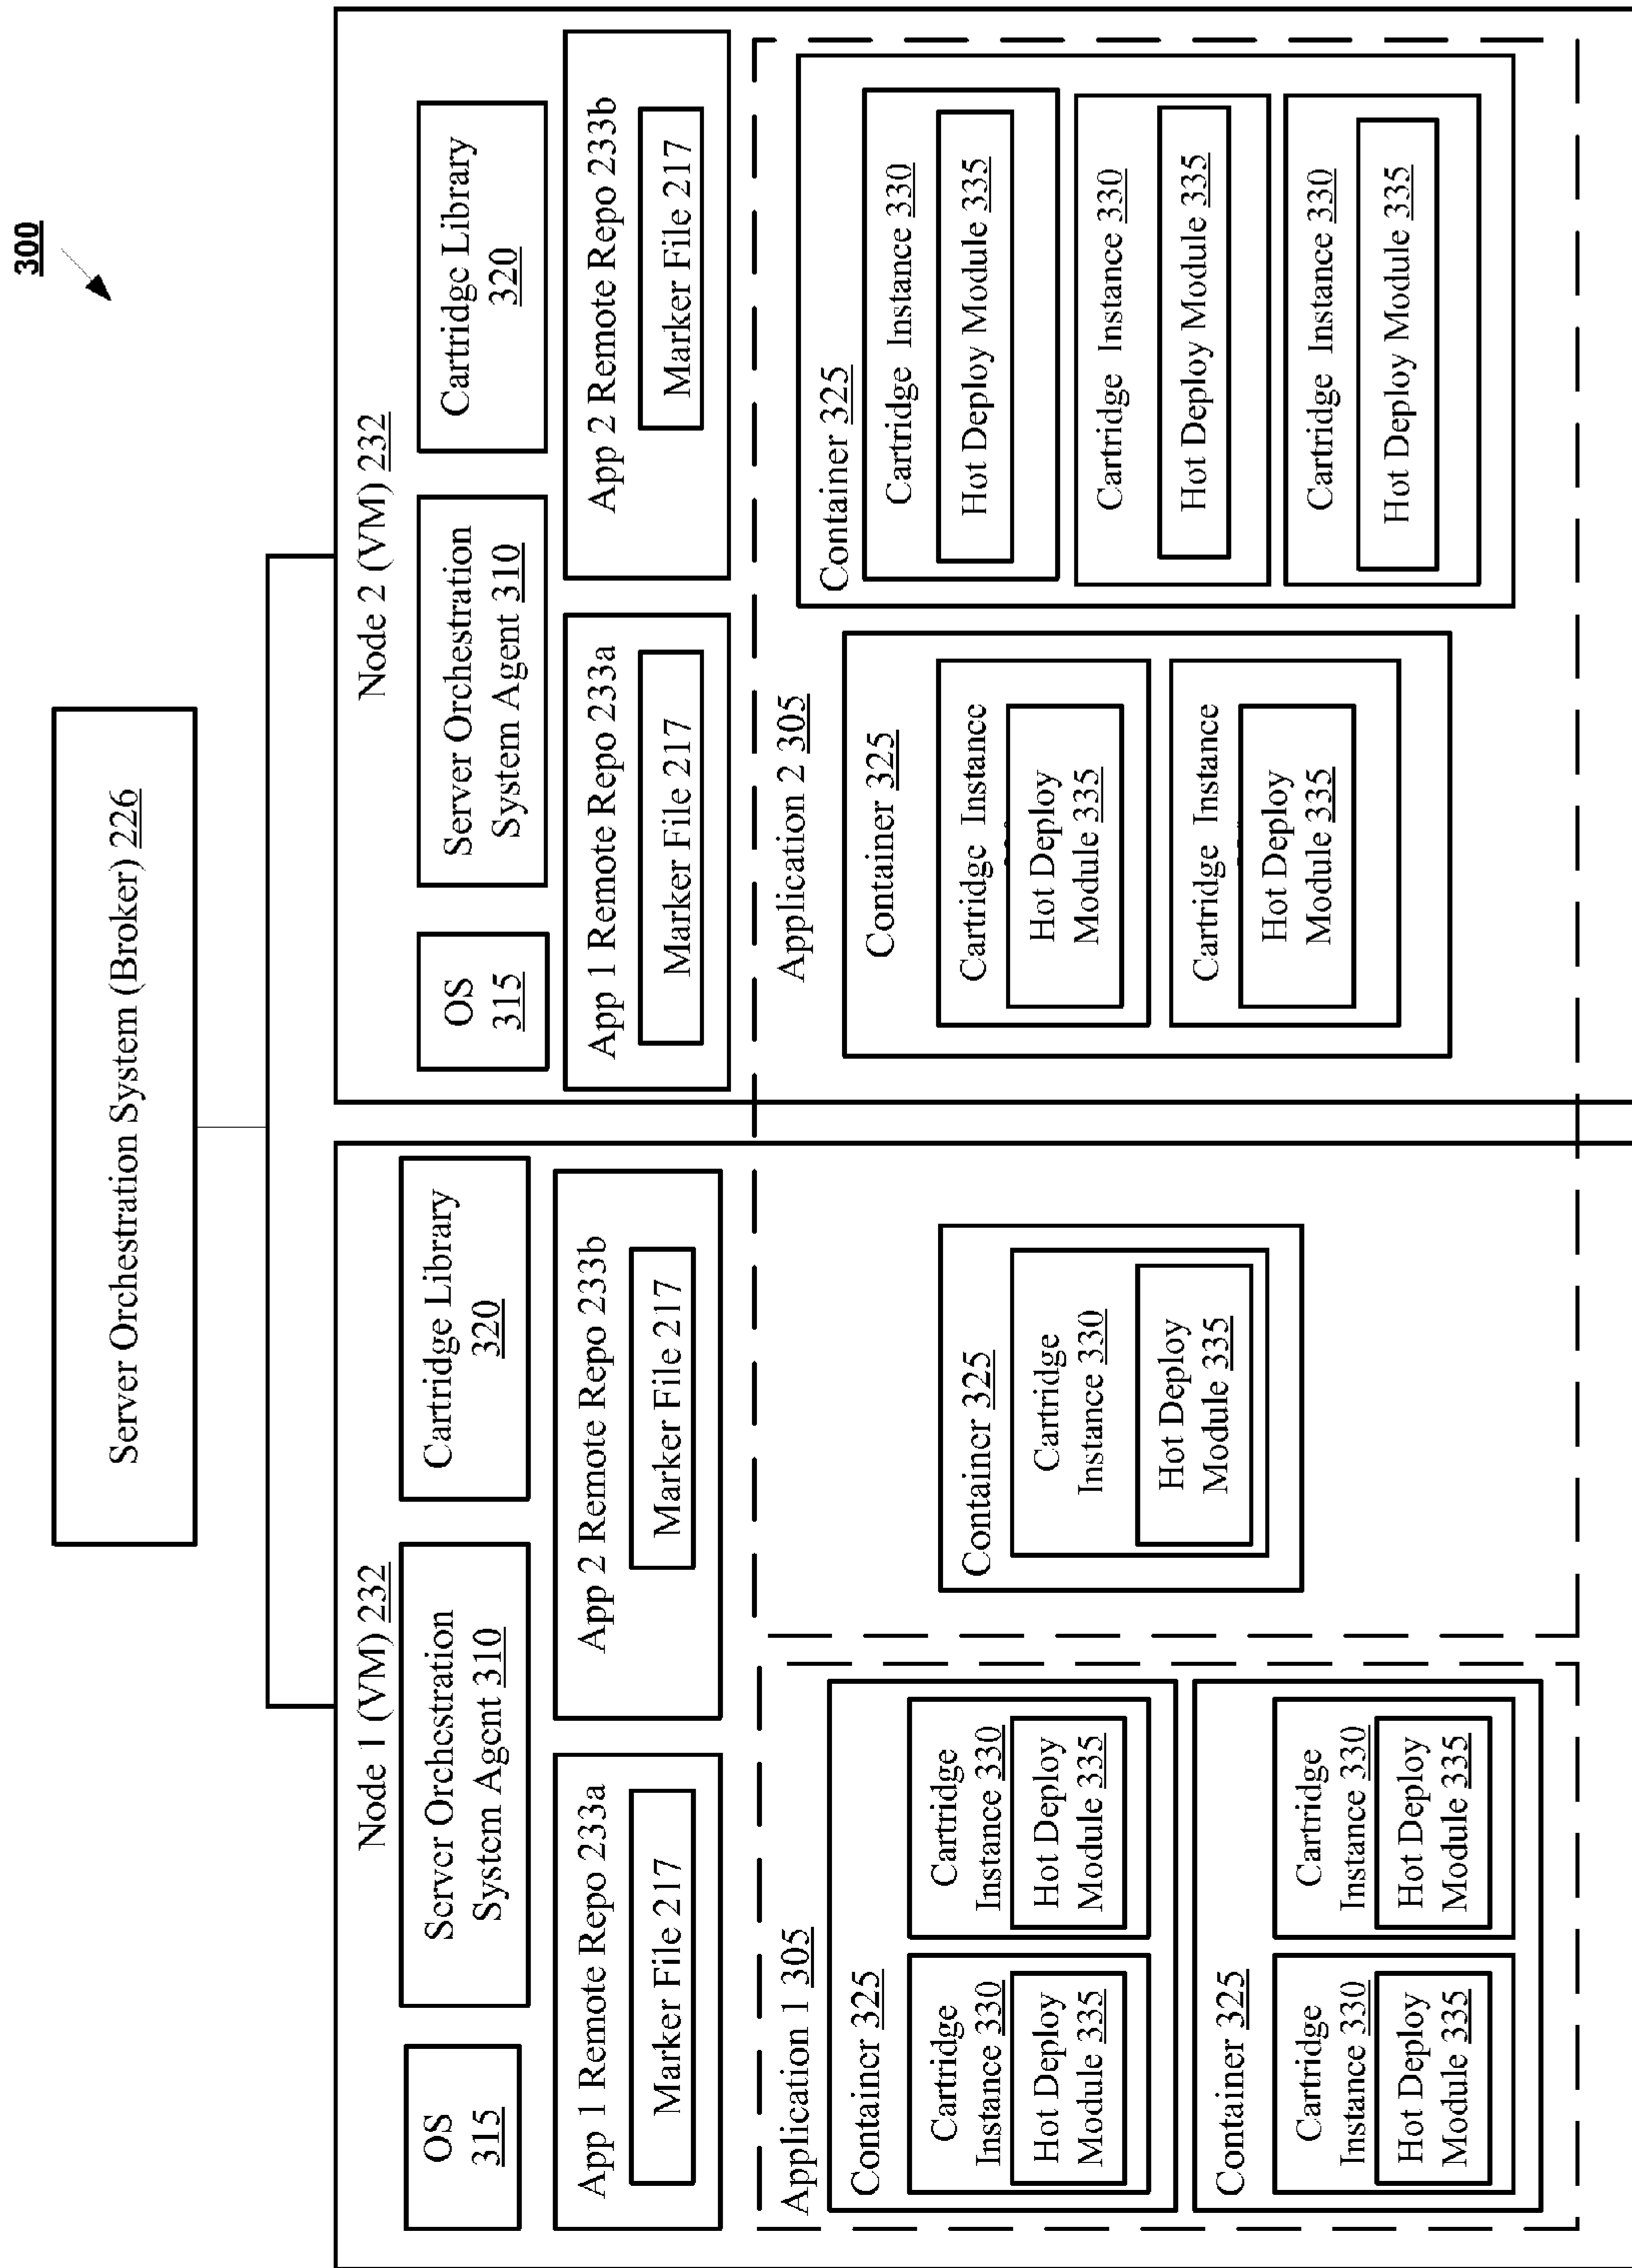 300
Server Orchestration System (Broker) 226
Node 1 (VM) 232
OS
315
Server Orchestration
System Agent 310
Cartridge Library
320
App 1 Remote Repo 233a
Marker File 217
App 2 Remote Repo 233b
Marker File 217
Application 1 305
Container 325
Cartridge
Instance 330
Hot Deploy
Module 335
Cartridge
Instance 330
Hot Deploy
Module 335
Container 325
Cartridge
Instance 330
Hot Deploy
Module 335
Cartridge
Instance 330
Hot Deploy
Module 335
Container 325
Cartridge
Instance 330
Hot Deploy
Module 335
Node 2 (VM) 232
OS
315
Server Orchestration
System Agent 310
Cartridge Library
320
App 1 Remote Repo 233a
Marker File 217
App 2 Remote Repo 233b
Marker File 217
Application 2 305
Container 325
Cartridge Instance
Hot Deploy
Module 335
Cartridge Instance
Hot Deploy
Module 335
Container 325
Cartridge Instance 330
Hot Deploy Module 335
Cartridge Instance 330
Hot Deploy Module 335
Cartridge Instance 330
Hot Deploy Module 335